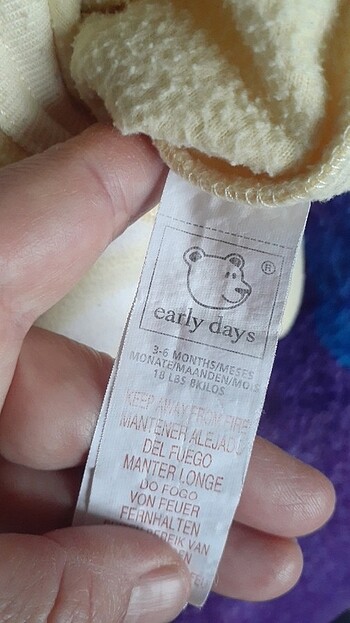 ®
early days
3-6 MONTHS/MESES
MONATE/MAANDEN/MOIS
18 LBS 8KILOS
KEEP AWAY FROM FIRE
MANTENER ALEJADO
DEL FUEGO
MANTER LONGE
DO FOGO
VON FEUER
FERNHALTEN
VAN